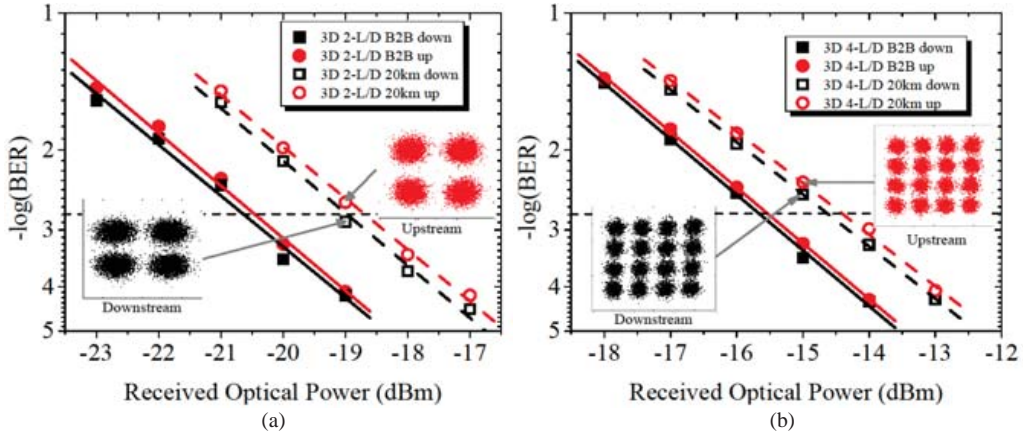 1
2
3
4
5
-log(BER)
3D 2-L/D B2B down
3D 2-L/D B2B up
3D 2-L/D 20km down
3D 2-L/D 20km up
Upstream
Downstream
-23 -22 -21 -20 -19 -18 -17
Received Optical Power (dBm)
(a)
1
2
3
4
5
-log(BER)
3D 4-L/D B2B down
3D 4-L/D B2B up
3D 4-L/D 20km down
3D 4-L/D 20km up
Upstream
Downstream
-18 -17 -16 -15 -14 -13 -12
Received Optical Power (dBm)
(b)